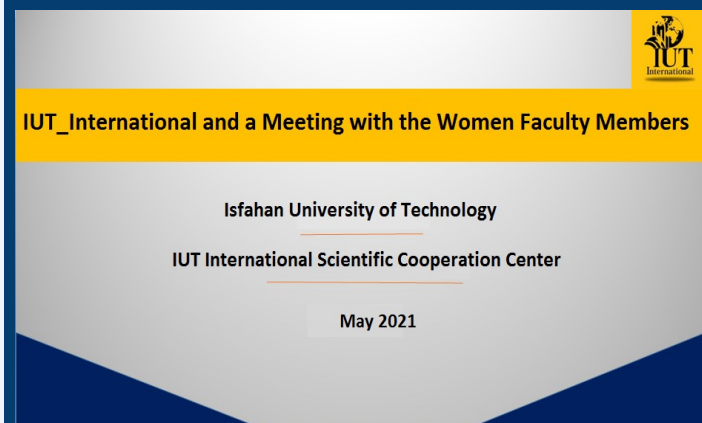 IUT
International
IUT_International and a Meeting with the Women Faculty Members
Isfahan University of Technology
IUT International Scientific Cooperation Center
May 2021